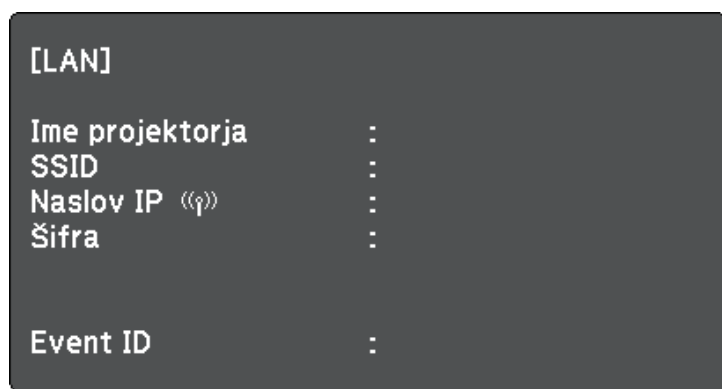 [LAN]
Ime projektorja :
SSID :
Naslov IP :
Šifra :
Event ID :